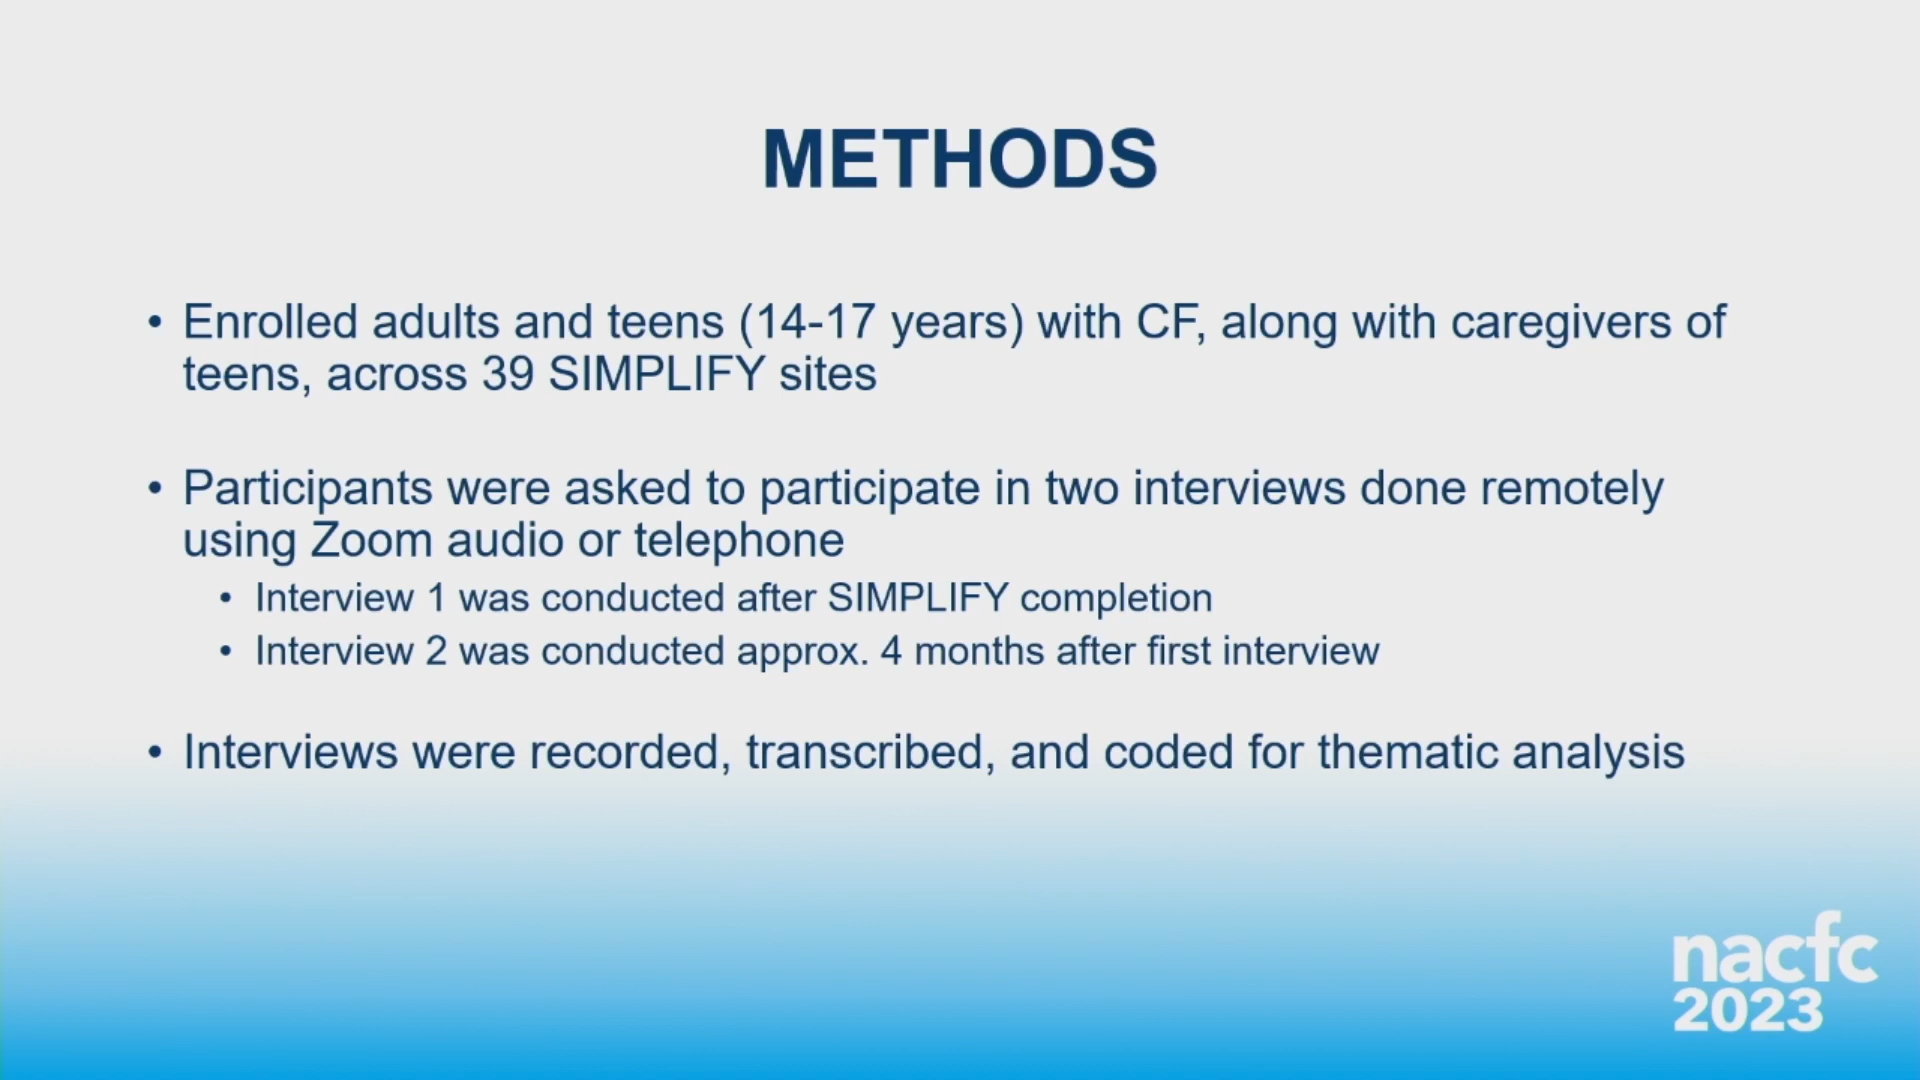 METHODS
• Enrolled adults and teens (14-17 years) with CF, along with caregivers of
teens, across 39 SIMPLIFY sites
• Participants were asked to participate in two interviews done remotely
using Zoom audio or telephone
• Interview 1 was conducted after SIMPLIFY completion
• Interview 2 was conducted approx. 4 months after first interview
• Interviews were recorded, transcribed, and coded for thematic analysis
nacfc
2023